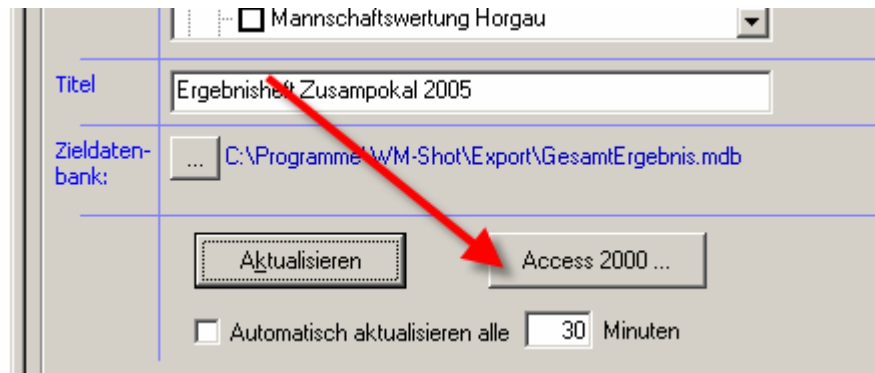 Mannschaftswertung Horgau
Titel
Ergebnisheft Zusampokal 2005
Zieldaten-
bank:
... C:\Programme\WM-Shot\Export\GesamtErgebnis.mdb
Aktualisieren
Access 2000 ...
Automatisch aktualisieren alle 30 Minuten